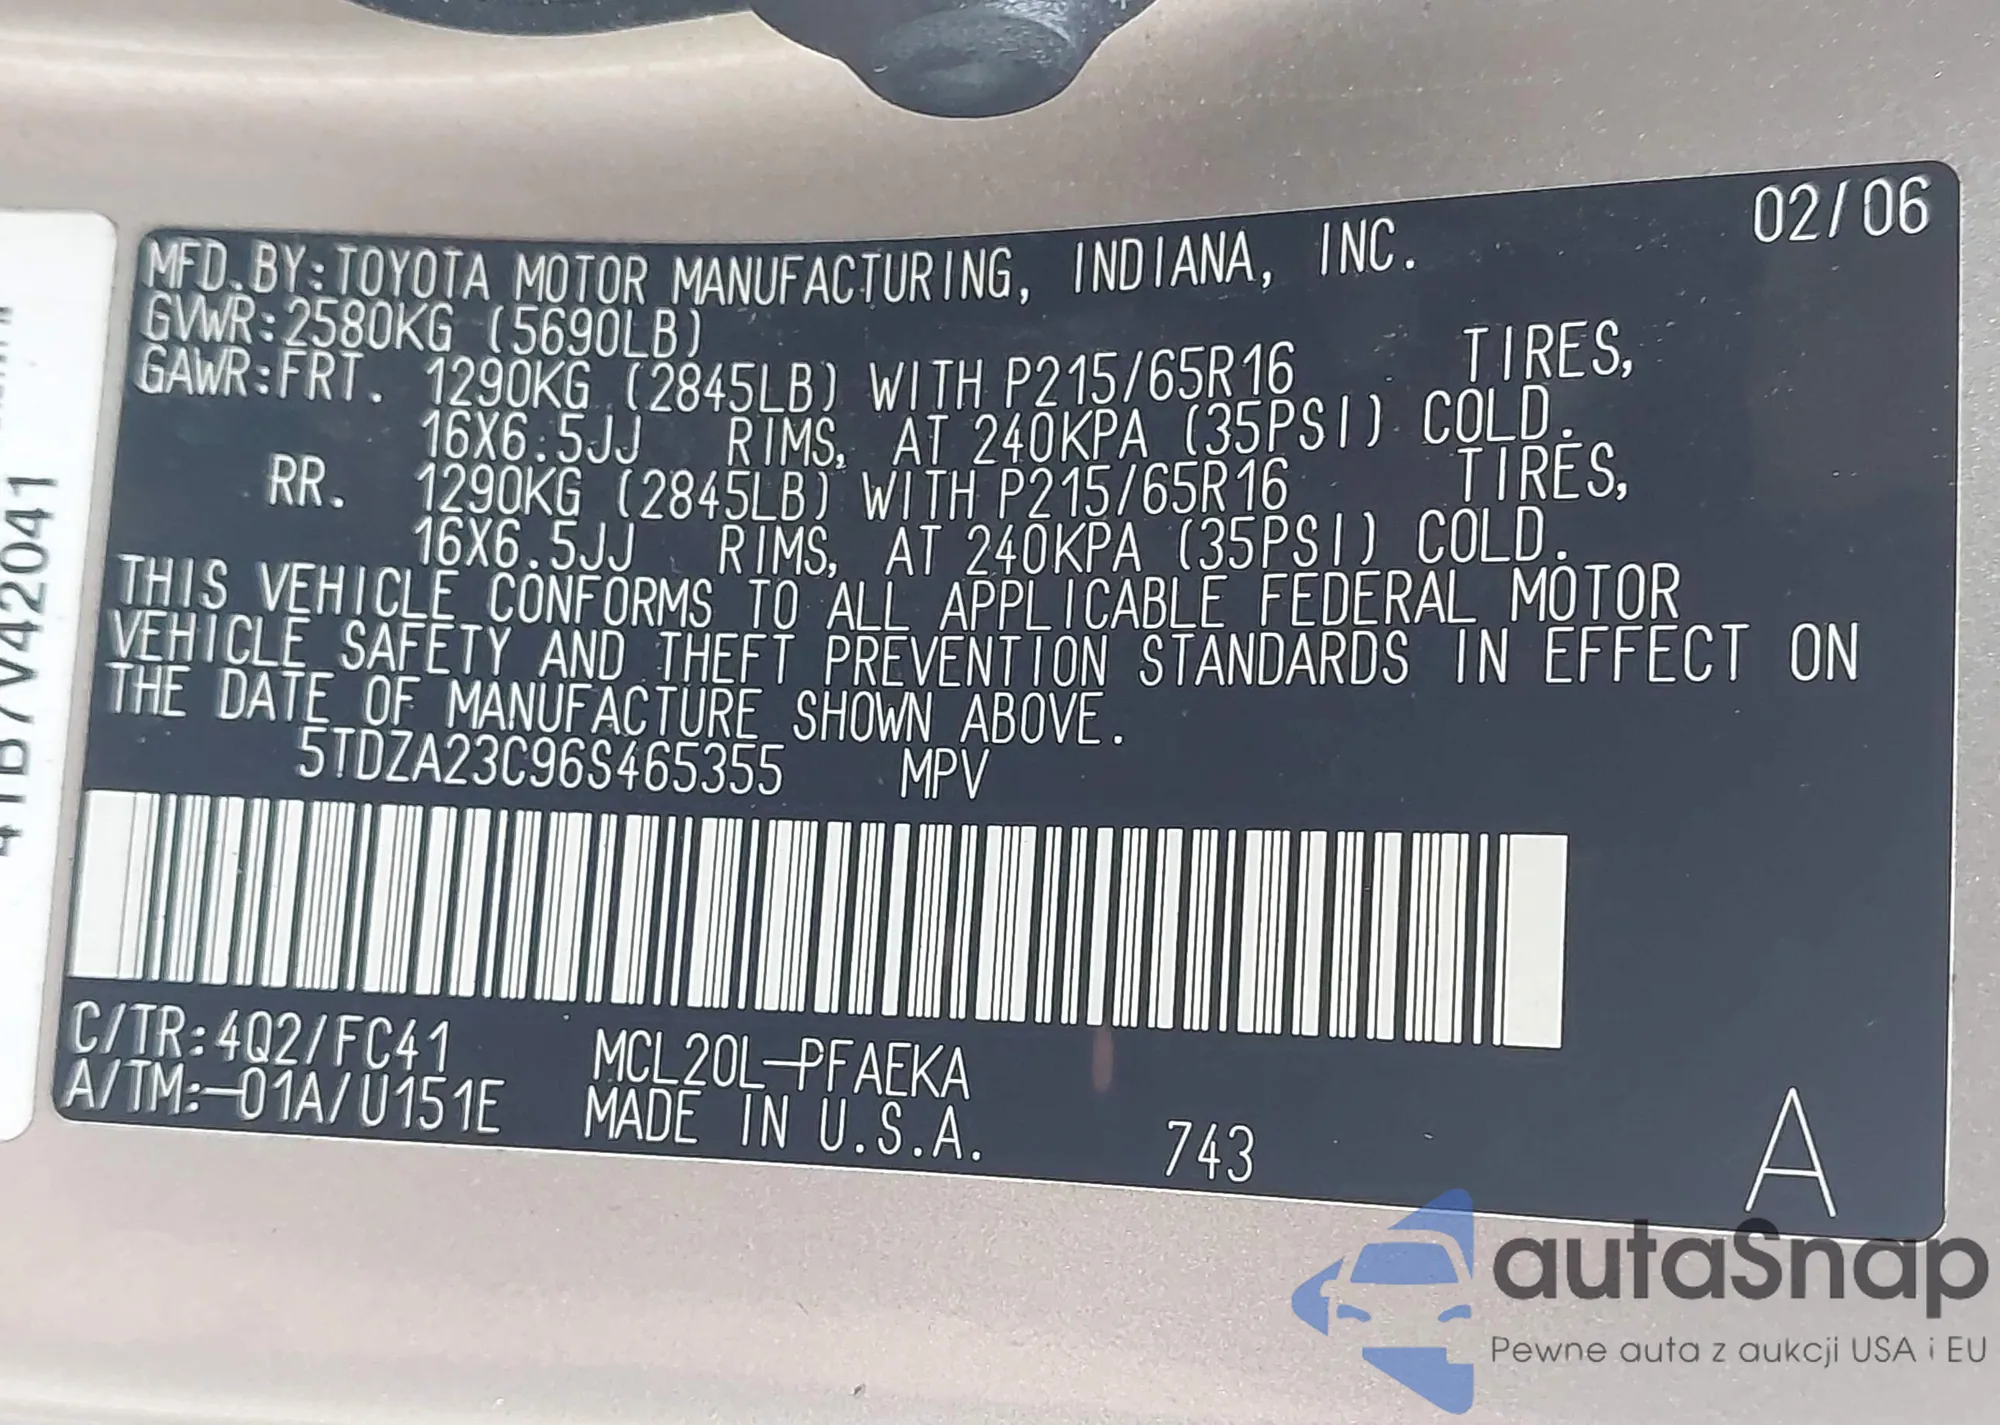 02/06
MFD.BY:TOYOTA MOTOR MANUFACTURING, INDIANA, INC.
GVWR:2580KG (5690LB)
GAWR:FRT. 1290KG (2845LB) WITH P215/65R16 TIRES,
16X6.5JJ RIMS, AT 240KPA (35PSI) COLD.
RR. 1290KG (2845LB) WITH P215/65R16 TIRES,
16X6.5JJ RIMS, AT 240KPA (35PSI) COLD.
THIS VEHICLE CONFORMS TO ALL APPLICABLE FEDERAL MOTOR
VEHICLE SAFETY AND THEFT PREVENTION STANDARDS IN EFFECT ON
THE DATE OF MANUFACTURE SHOWN ABOVE.
5TDZA23C96S465355 MPV
C/TR:4Q2/FC41 MCL20L-PFAEKA
A/TM:-01A/U151E MADE IN U.S.A. 743 A
41B7V42041
autaSnap
Pewne auta z aukcji USA i EU